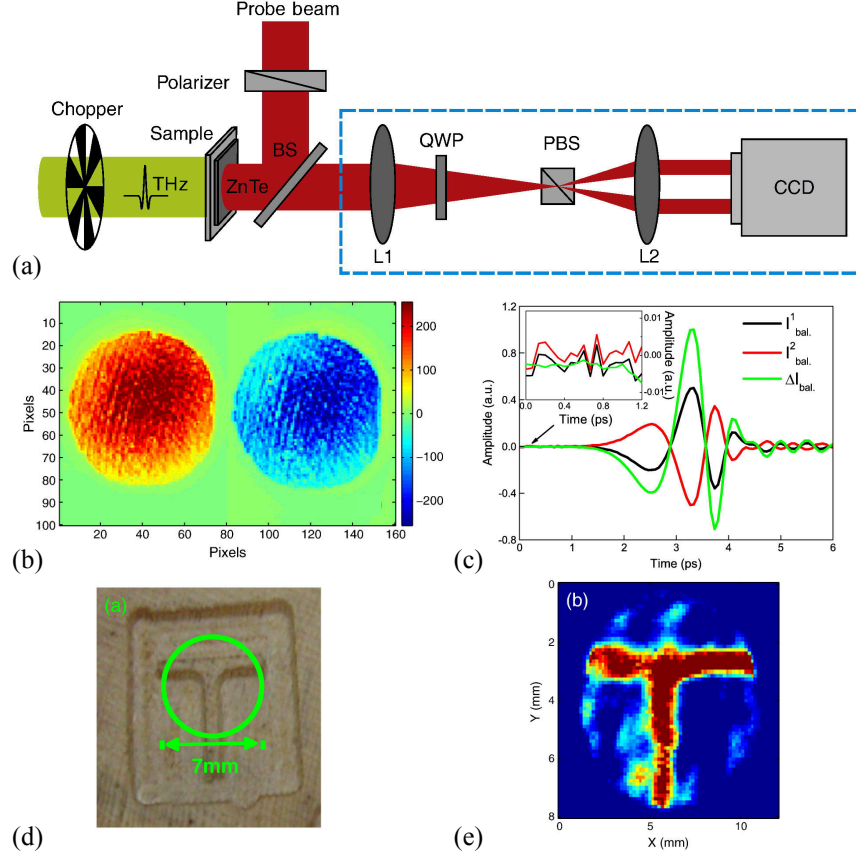 Probe beam
Polarizer
Chopper
Sample
BS
QWP
PBS
THz
ZnTe
CCD
L1
L2
(a)
10
20
30
40
50
60
70
80
90
100
Pixels
20 40 60 80 100 120 140 160
Pixels
200
100
0
−100
−200
(b)
1.2
0.8
0.4
0.0
-0.4
-0.8
Amplitude (a.u.)
0 1 2 3 4 5 6
Time (ps)
0.01
0.00
-0.01
Amplitude (a.u.)
0.0 0.4 0.8 1.2
Time (ps)
I¹bal.
I²bal.
ΔIbal.
(c)
(a)
7mm
(d)
(b)
0
2
4
6
8
Y (mm)
0 5 10
X (mm)
(e)